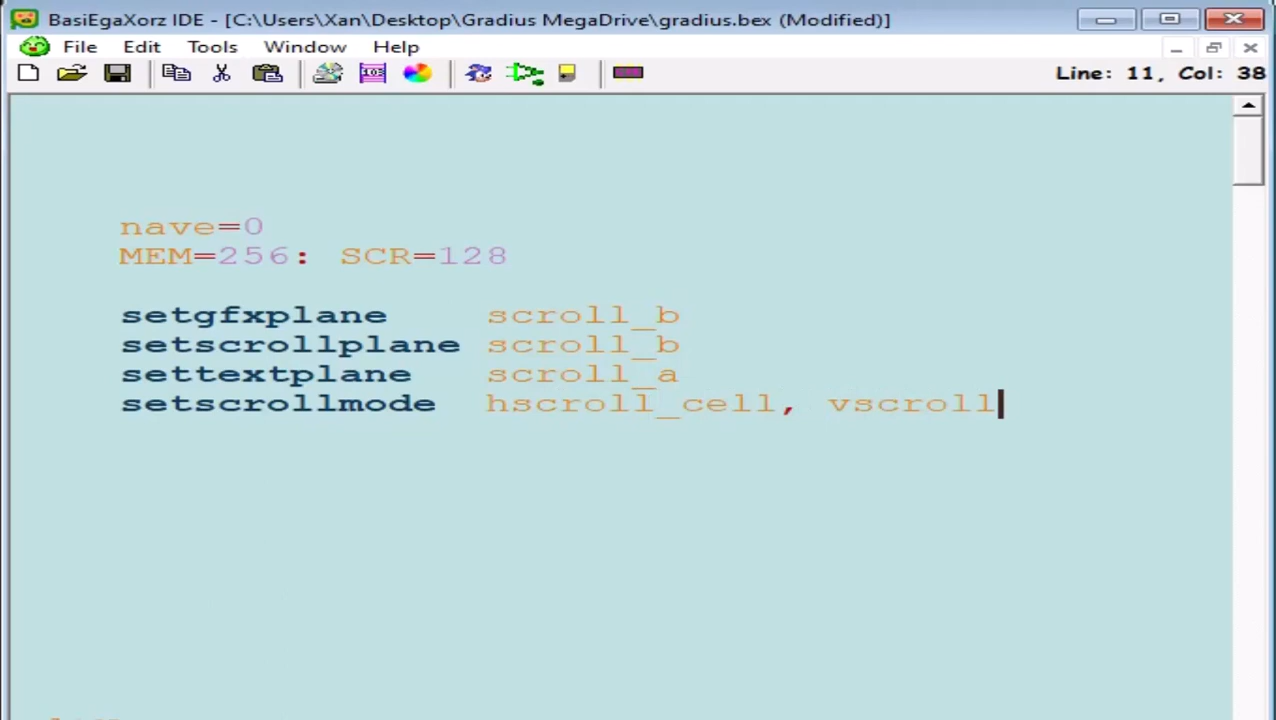 BasiEgaXorz IDE - [C:\Users\Xan\Desktop\Gradius MegaDrive\gradius.bex (Modified)]
File Edit Tools Window Help
Line: 11, Col: 38
nave=0
MEM=256: SCR=128
setgfxplane scroll_b
setscrollplane scroll_b
settextplane scroll_a
setscrollmode hscroll_cell, vscroll